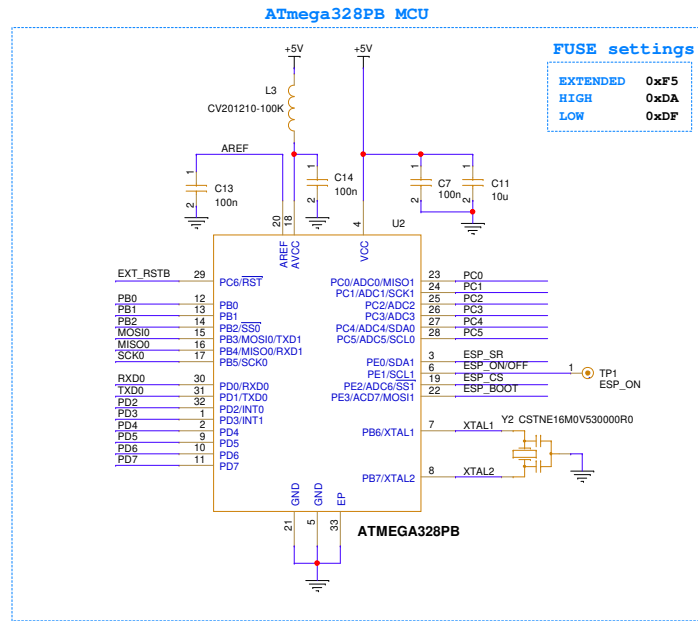 ATmega328PB MCU
FUSE settings
EXTENDED 0xF5
HIGH 0xDA
LOW 0xDF
+5V
+5V
L3
CV201210-100K
AREF
1
C13
100n
2
1
C14
100n
2
1
C7
100n
2
1
C11
10u
2
20
18
4
U2
AREF
AVCC
VCC
EXT_RSTB 29 PC6/RST
PB0 12 PB0
PB1 13 PB1
PB2 14 PB2/SS0
MOSI0 15 PB3/MOSI0/TXD1
MISO0 16 PB4/MISO0/RXD1
SCK0 17 PB5/SCK0
RXD0 30 PD0/RXD0
TXD0 31 PD1/TXD0
PD2 32 PD2/INT0
PD3 1 PD3/INT1
PD4 2 PD4
PD5 9 PD5
PD6 10 PD6
PD7 11 PD7
PC0/ADC0/MISO1 23 PC0
PC1/ADC1/SCK1 24 PC1
PC2/ADC2 25 PC2
PC3/ADC3 26 PC3
PC4/ADC4/SDA0 27 PC4
PC5/ADC5/SCL0 28 PC5
PE0/SDA1 3 ESP_SR
PE1/SCL1 6 ESP_ON/OFF 1 TP1
ESP_ON
PE2/ADC6/SS1 19 ESP_CS
PE3/ACD7/MOSI1 22 ESP_BOOT
Y2 CSTNE16M0V530000R0
PB6/XTAL1 7 XTAL1
PB7/XTAL2 8 XTAL2
GND
GND
EP
21
5
33
ATMEGA328PB